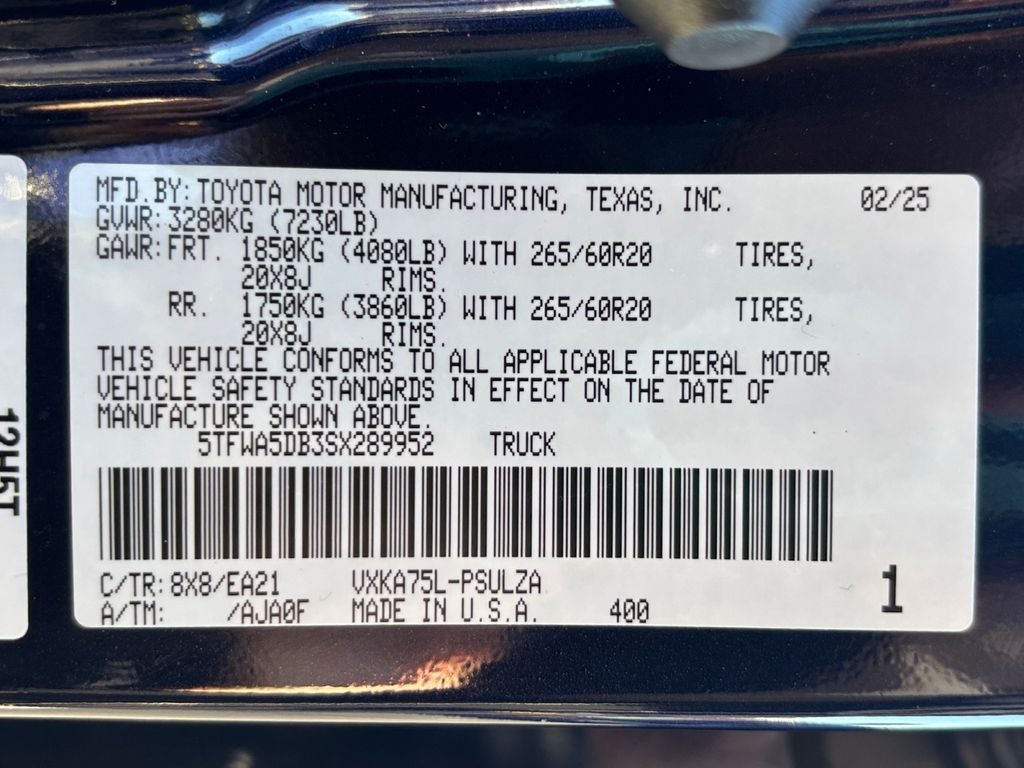 MFD.BY: TOYOTA MOTOR MANUFACTURING, TEXAS, INC. 02/25
GVWR: 3280KG (7230LB)
GAWR: FRT. 1850KG (4080LB) WITH 265/60R20 TIRES,
20X8J RIMS.
RR. 1750KG (3860LB) WITH 265/60R20 TIRES,
20X8J RIMS.
THIS VEHICLE CONFORMS TO ALL APPLICABLE FEDERAL MOTOR
VEHICLE SAFETY STANDARDS IN EFFECT ON THE DATE OF
MANUFACTURE SHOWN ABOVE.
5TFWA5DB3SX289952 TRUCK
C/TR: 8X8/EA21 VXKA75L-PSULZA
A/TM: /AJA0F MADE IN U.S.A. 400
1
12H5T